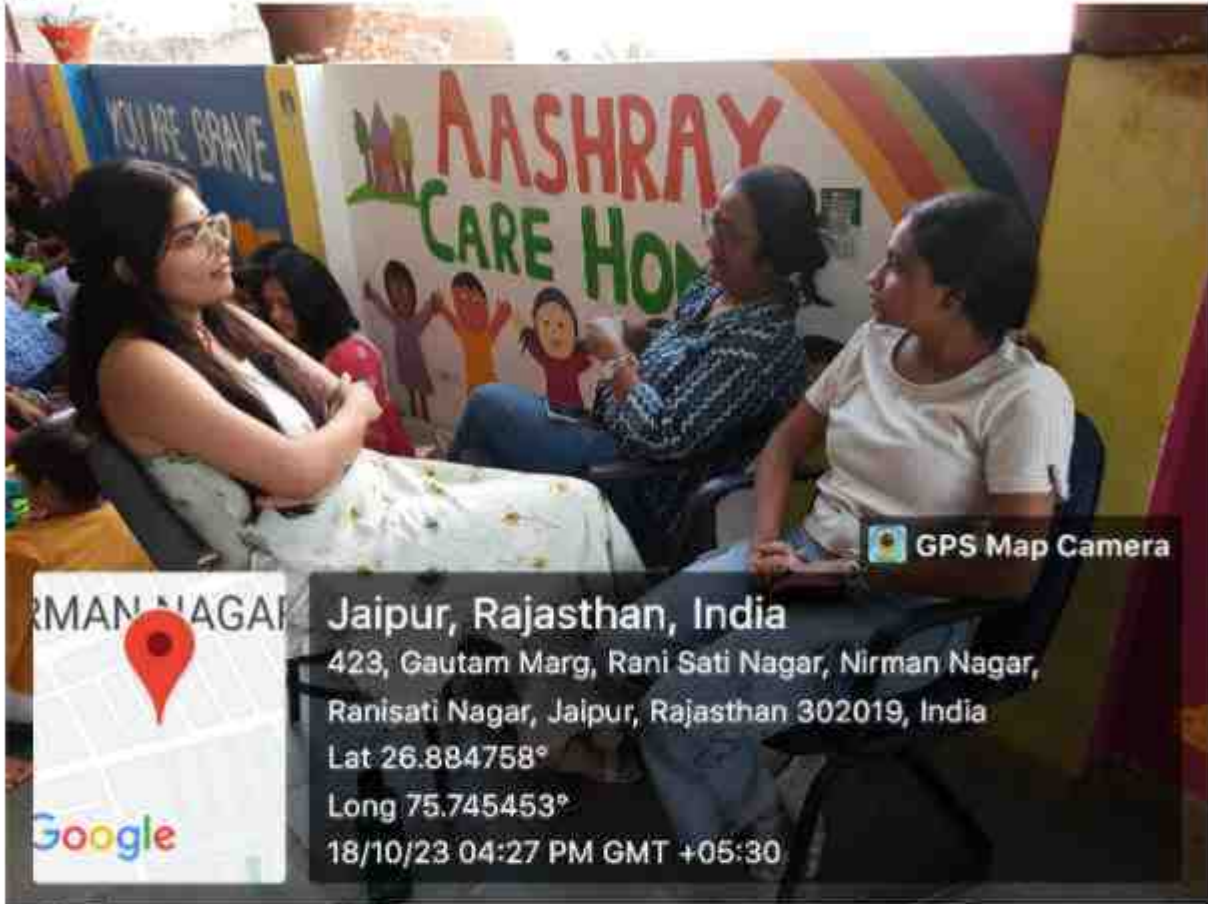 YOU ARE BRAVE
AASHRAY
CARE HO
GPS Map Camera
RMAN NAGAR
Google
Jaipur, Rajasthan, India
423, Gautam Marg, Rani Sati Nagar, Nirman Nagar,
Ranisati Nagar, Jaipur, Rajasthan 302019, India
Lat 26.884758°
Long 75.745453°
18/10/23 04:27 PM GMT +05:30